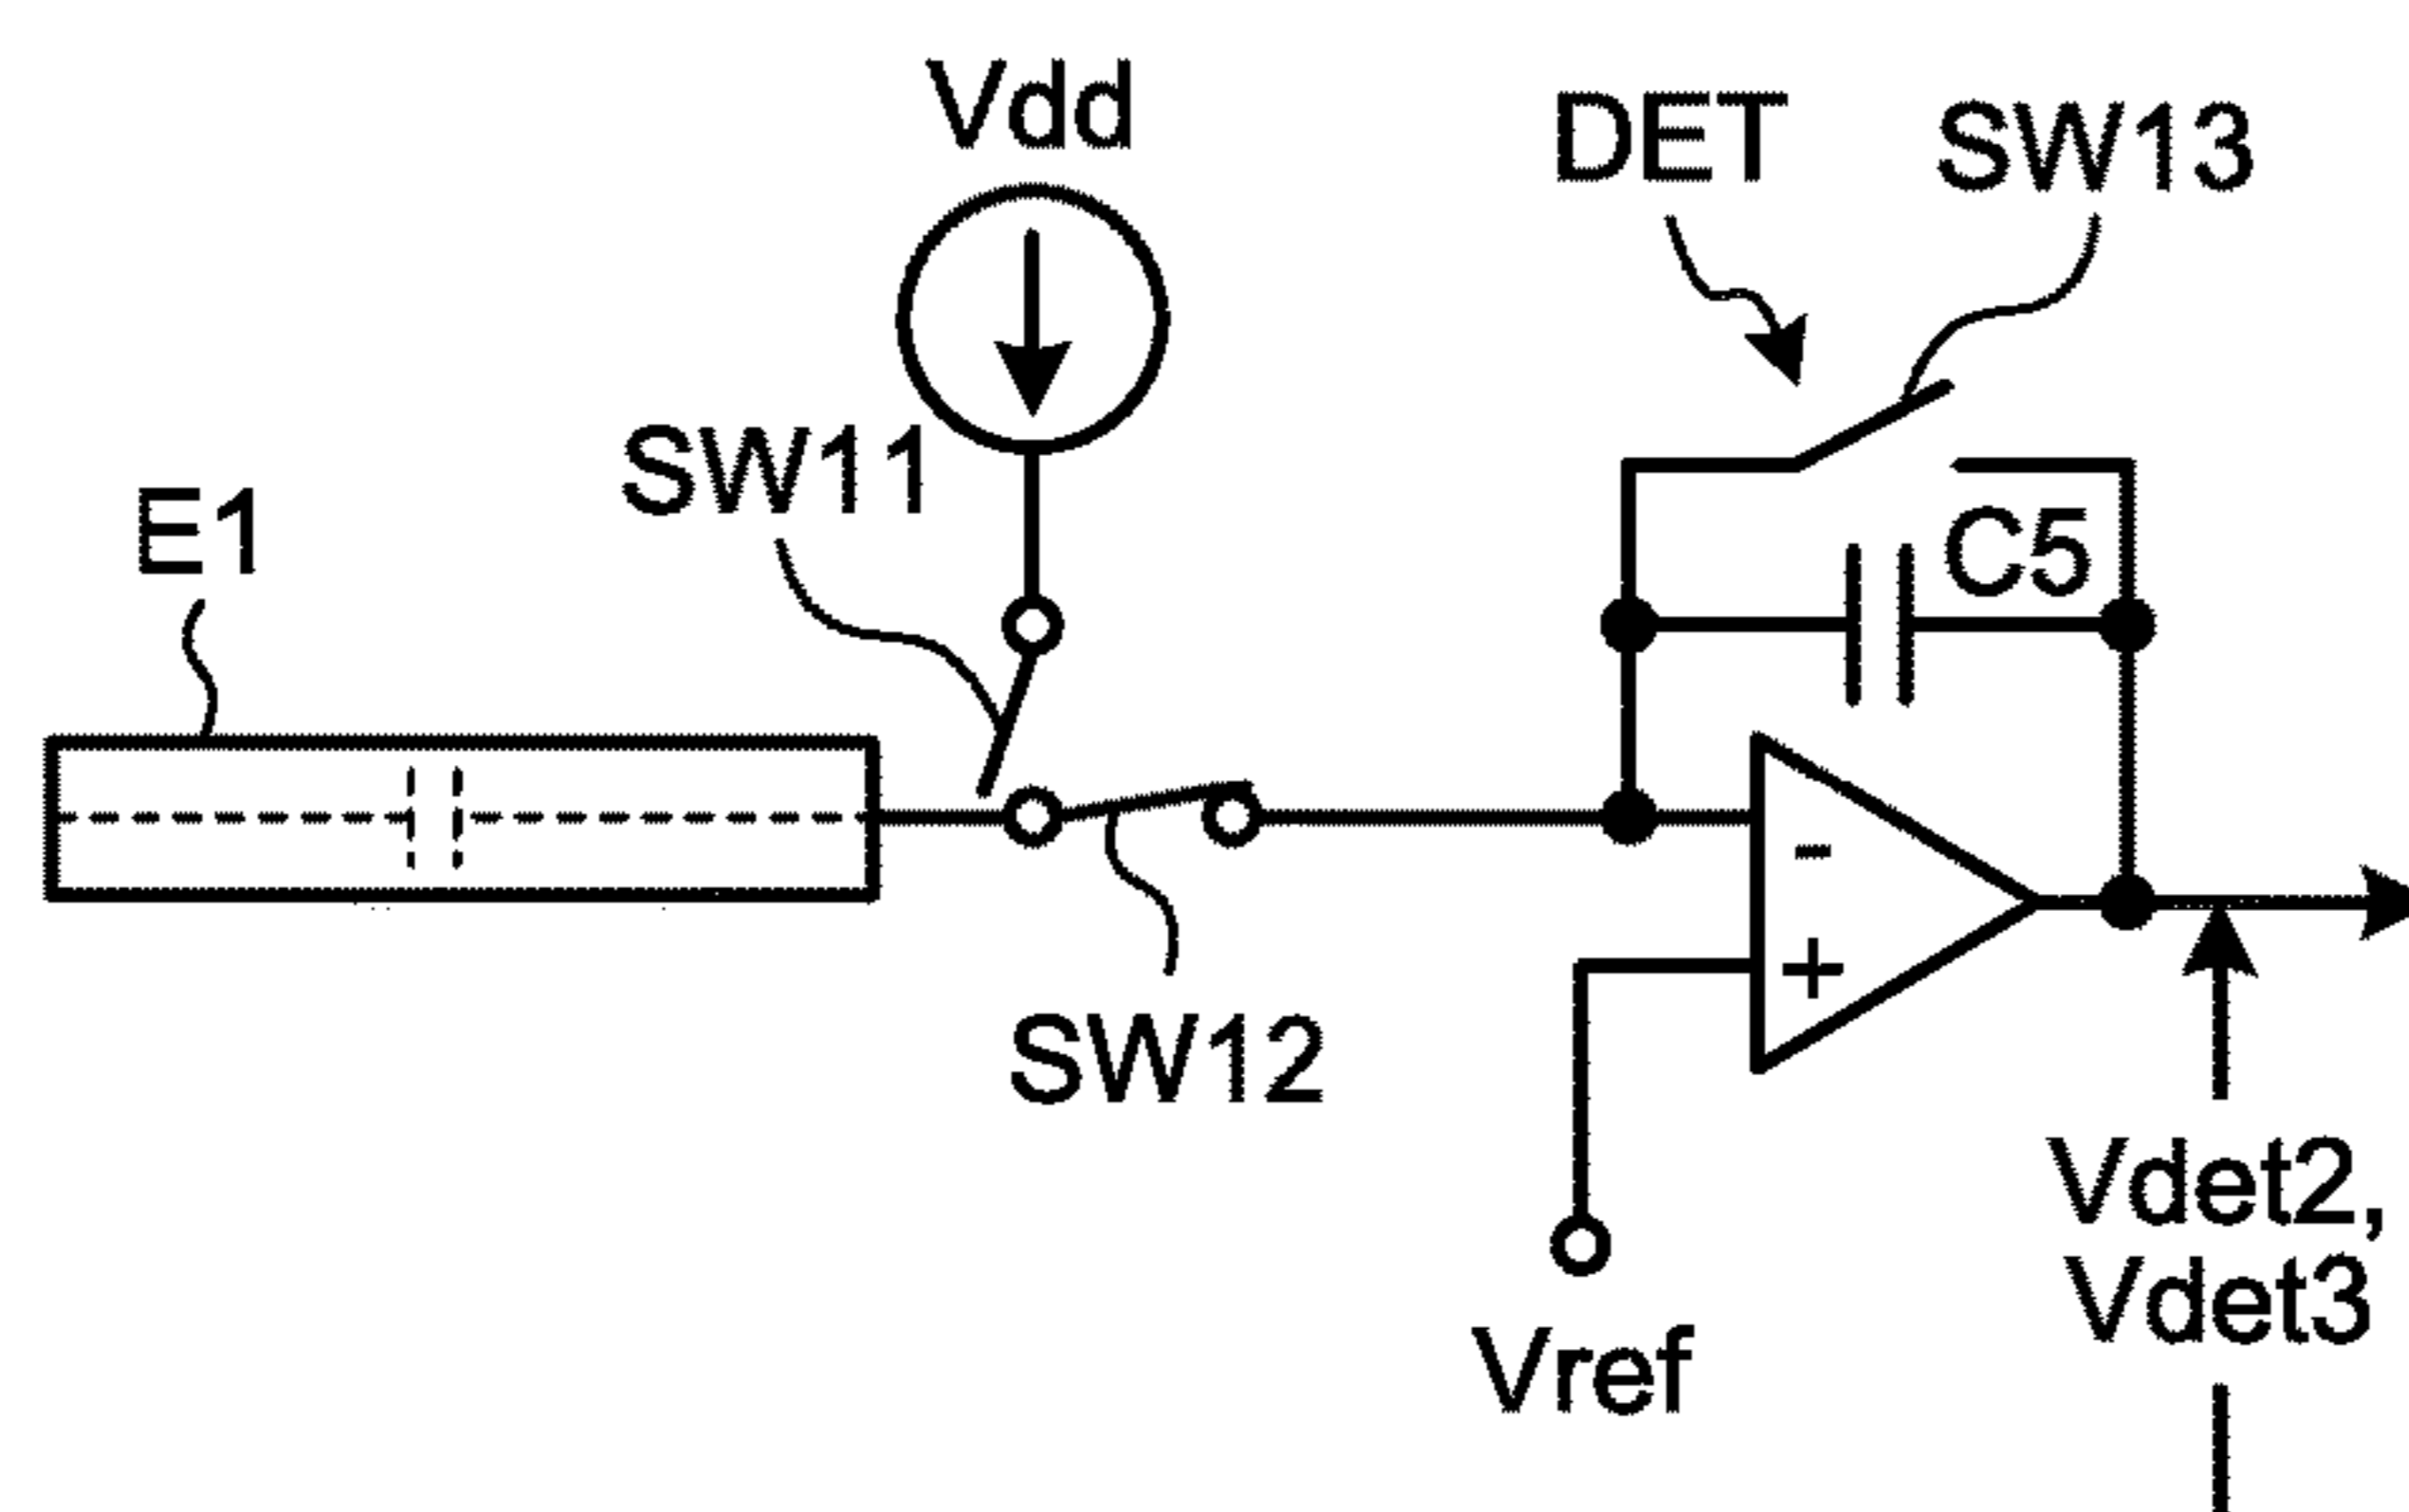 Vdd
DET
SW13
SW11
E1
C5
-
+
SW12
Vdet2,
Vdet3
Vref